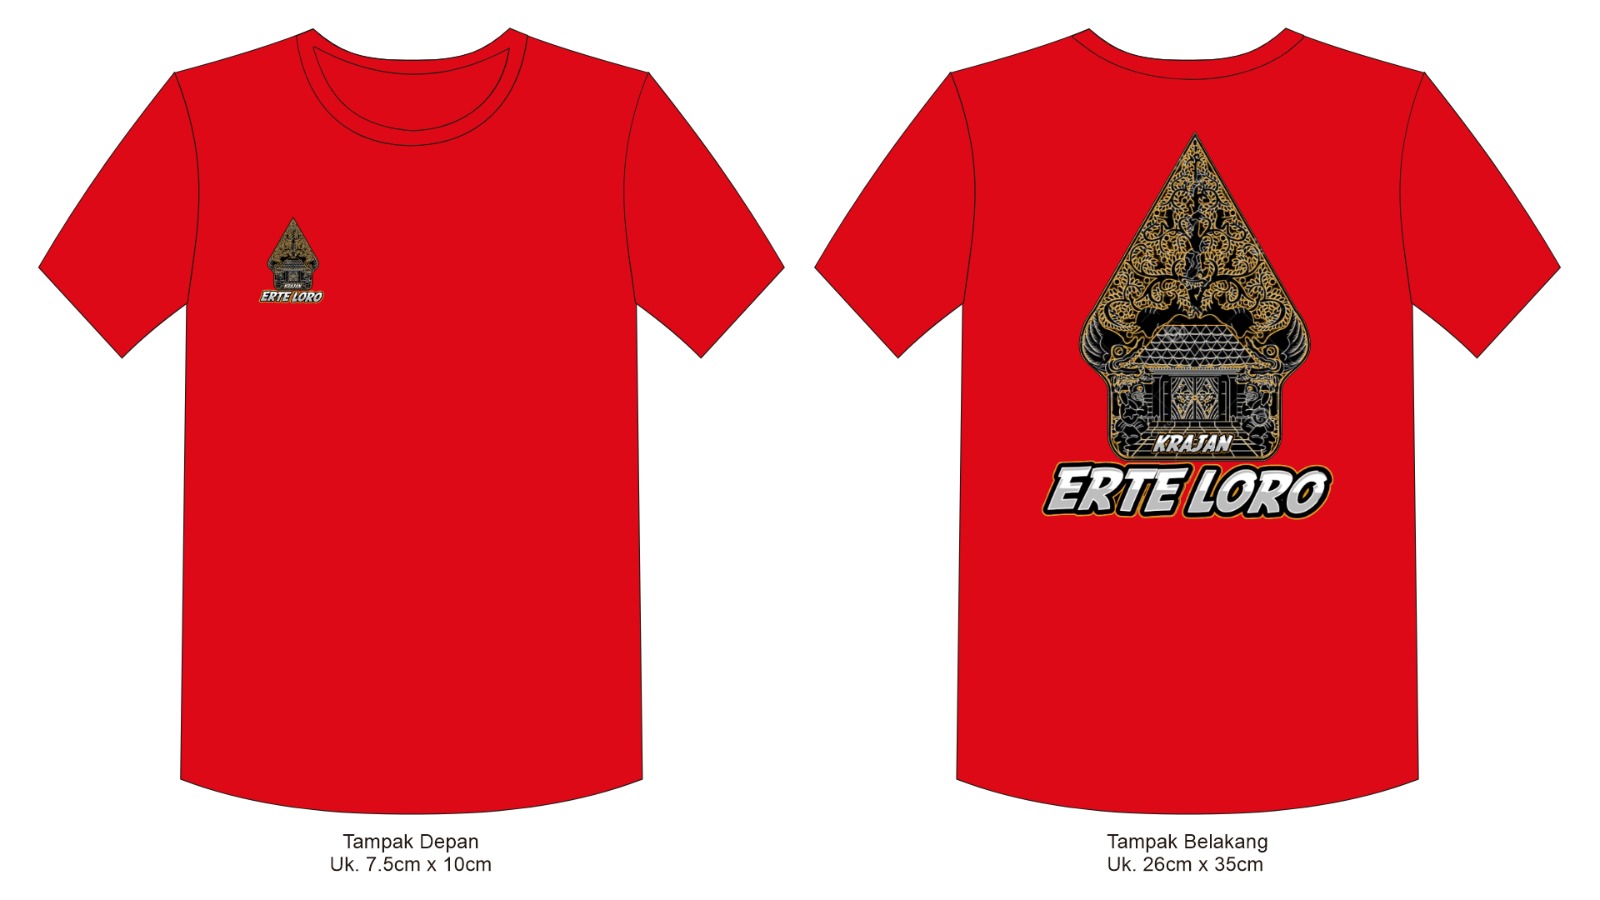 KRAJAN
ERTE LORO
KRAJAN
ERTE LORO
Tampak Depan
Uk. 7.5cm x 10cm
Tampak Belakang
Uk. 26cm x 35cm